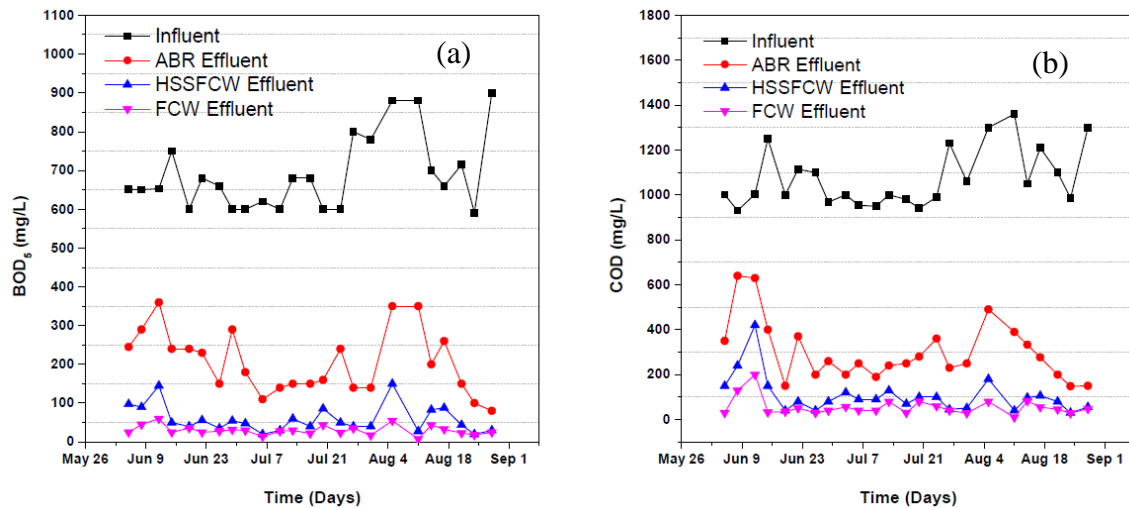 1100
1000
900
800
700
600
500
400
300
200
100
0
BOD5 (mg/L)
Influent
ABR Effluent
HSSFCW Effluent
FCW Effluent
(a)
May 26 Jun 9 Jun 23 Jul 7 Jul 21 Aug 4 Aug 18 Sep 1
Time (Days)
1800
1600
1400
1200
1000
800
600
400
200
0
COD (mg/L)
Influent
ABR Effluent
HSSFCW Effluent
FCW Effluent
(b)
May 26 Jun 9 Jun 23 Jul 7 Jul 21 Aug 4 Aug 18 Sep 1
Time (Days)